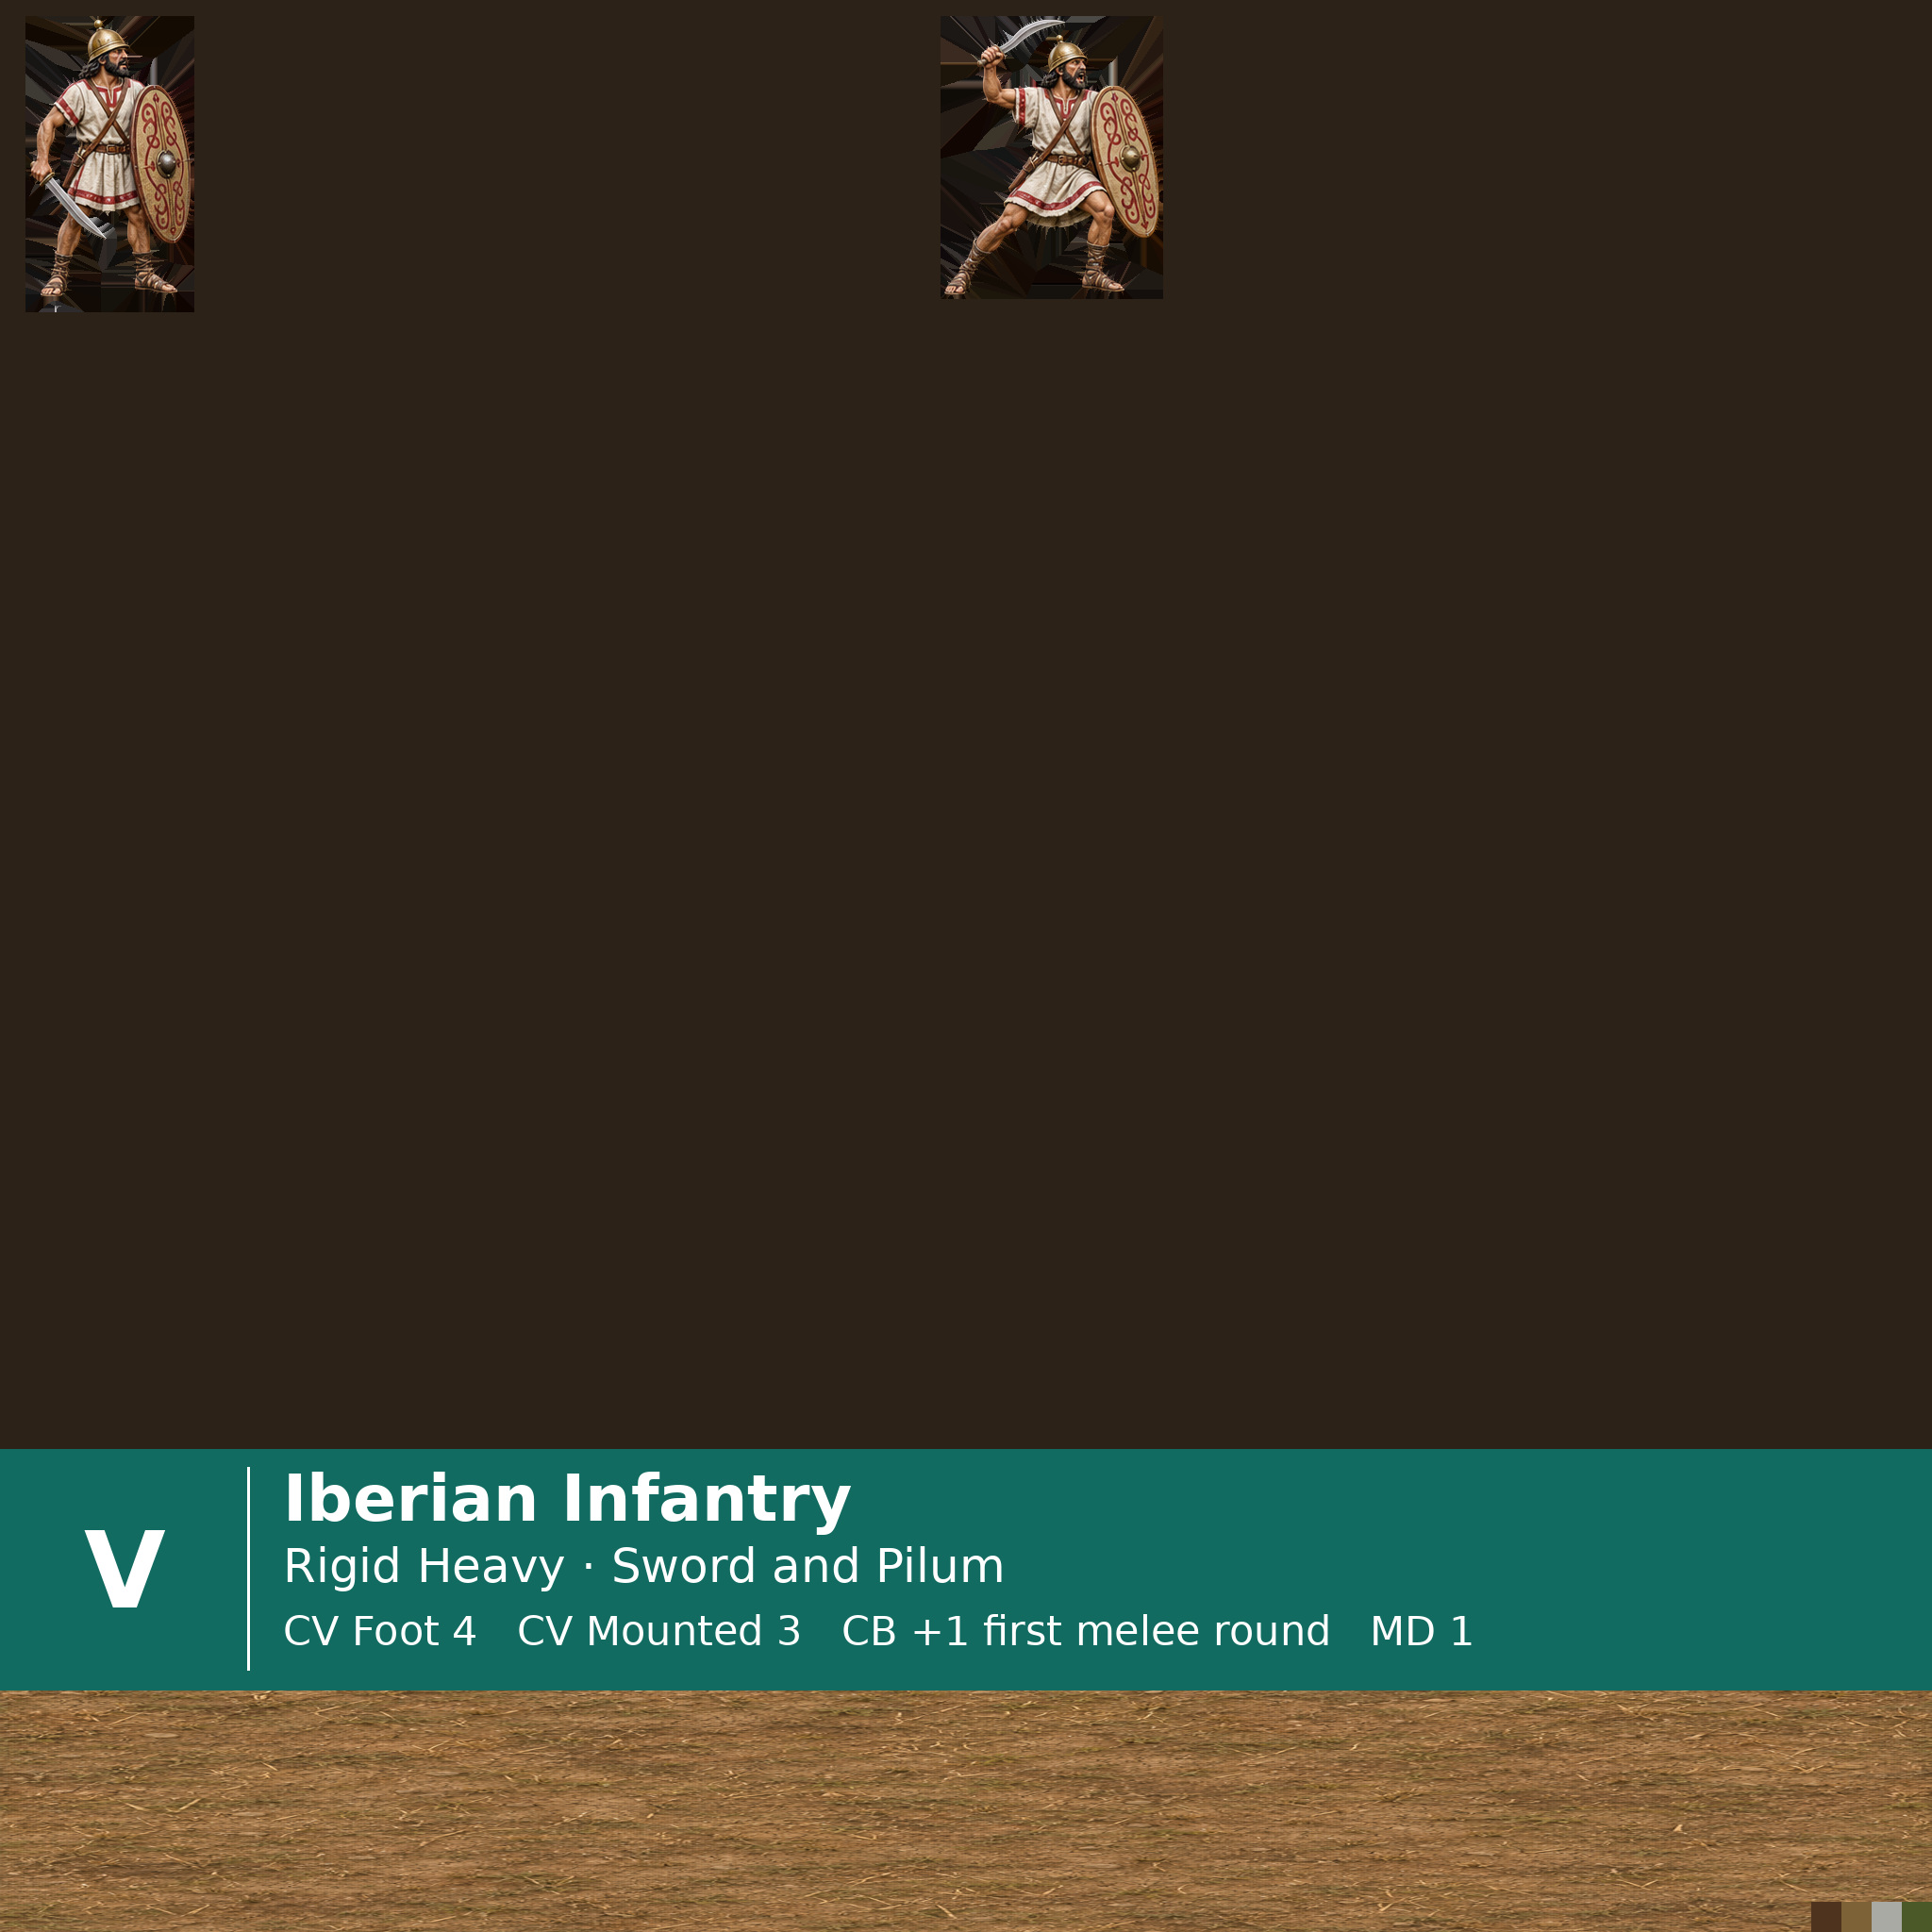 V
Iberian Infantry
Rigid Heavy · Sword and Pilum
CV Foot 4   CV Mounted 3   CB +1 first melee round   MD 1